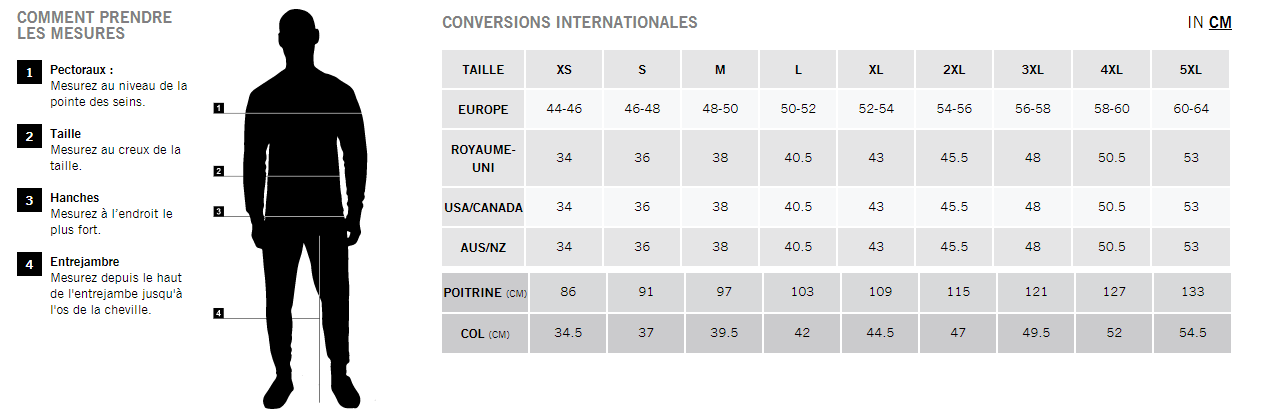 COMMENT PRENDRE
LES MESURES
1 Pectoraux :
Mesurez au niveau de la
pointe des seins.
2 Taille
Mesurez au creux de la
taille.
3 Hanches
Mesurez à l'endroit le
plus fort.
4 Entrejambre
Mesurez depuis le haut
de l'entrejambe jusqu'à
l'os de la cheville.
1
2
3
4
CONVERSIONS INTERNATIONALES
IN CM
TAILLE XS S M L XL 2XL 3XL 4XL 5XL
EUROPE 44-46 46-48 48-50 50-52 52-54 54-56 56-58 58-60 60-64
ROYAUME-
UNI 34 36 38 40.5 43 45.5 48 50.5 53
USA/CANADA 34 36 38 40.5 43 45.5 48 50.5 53
AUS/NZ 34 36 38 40.5 43 45.5 48 50.5 53
POITRINE (CM) 86 91 97 103 109 115 121 127 133
COL (CM) 34.5 37 39.5 42 44.5 47 49.5 52 54.5